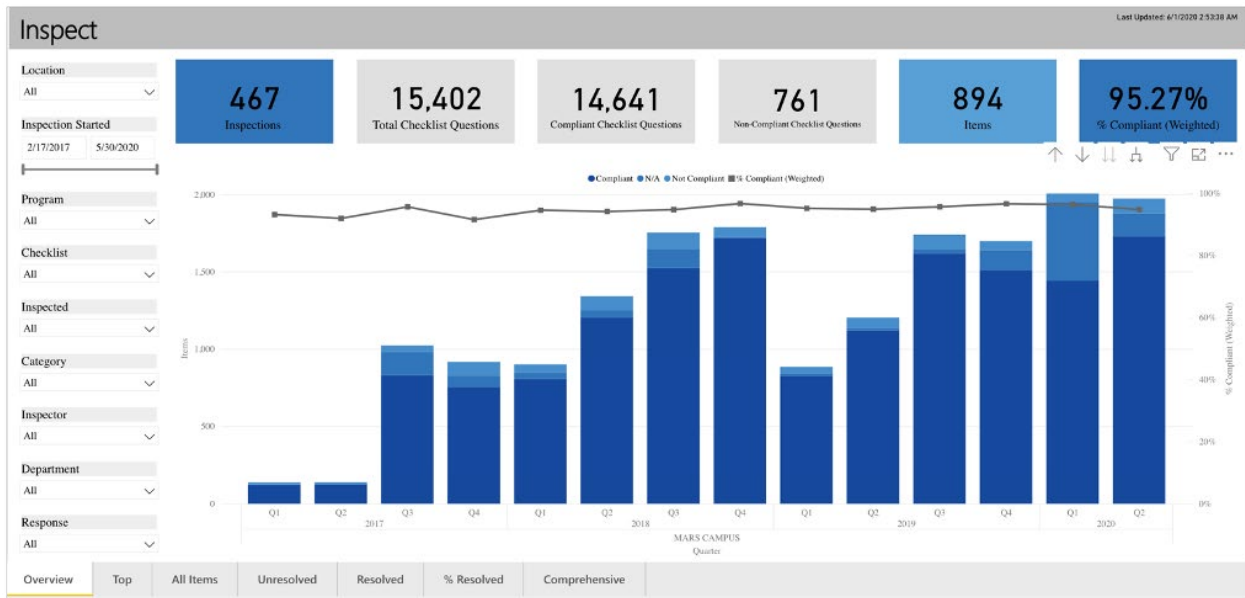 Inspect
Last Updated: 6/1/2020 2:53:38 AM
Location
All
Inspection Started
2/17/2017 5/30/2020
Program
All
Checklist
All
Inspected
All
Category
All
Inspector
All
Department
All
Response
All
467
Inspections
15,402
Total Checklist Questions
14,641
Compliant Checklist Questions
761
Non-Compliant Checklist Questions
894
Items
95.27%
% Compliant (Weighted)
Compliant N/A Not Compliant % Compliant (Weighted)
2,000
1,500
1,000
500
0
Items
100%
80%
60%
40%
20%
0%
% Compliant (Weighted)
Q1 Q2 Q3 Q4 Q1 Q2 Q3 Q4 Q1 Q2 Q3 Q4 Q1 Q2
2017 2018 2019 2020
MARS CAMPUS
Quarter
Overview Top All Items Unresolved Resolved % Resolved Comprehensive